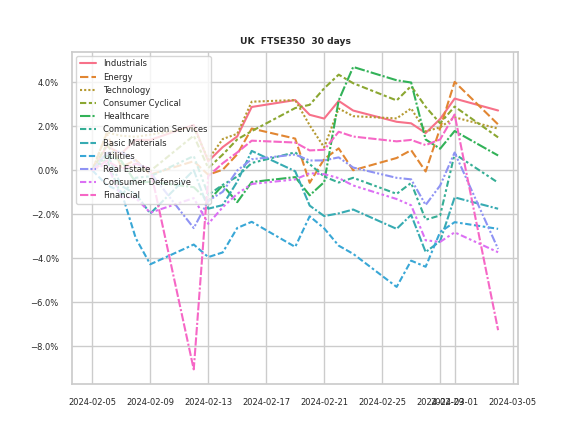 UK FTSE350 30 days
Industrials
Energy
Technology
Consumer Cyclical
Healthcare
Communication Services
Basic Materials
Utilities
Real Estate
Consumer Defensive
Financial
4.0%
2.0%
0.0%
−2.0%
−4.0%
−6.0%
−8.0%
2024-02-05 2024-02-09 2024-02-13 2024-02-17 2024-02-21 2024-02-25 2024-02-29 2024-03-01 2024-03-05